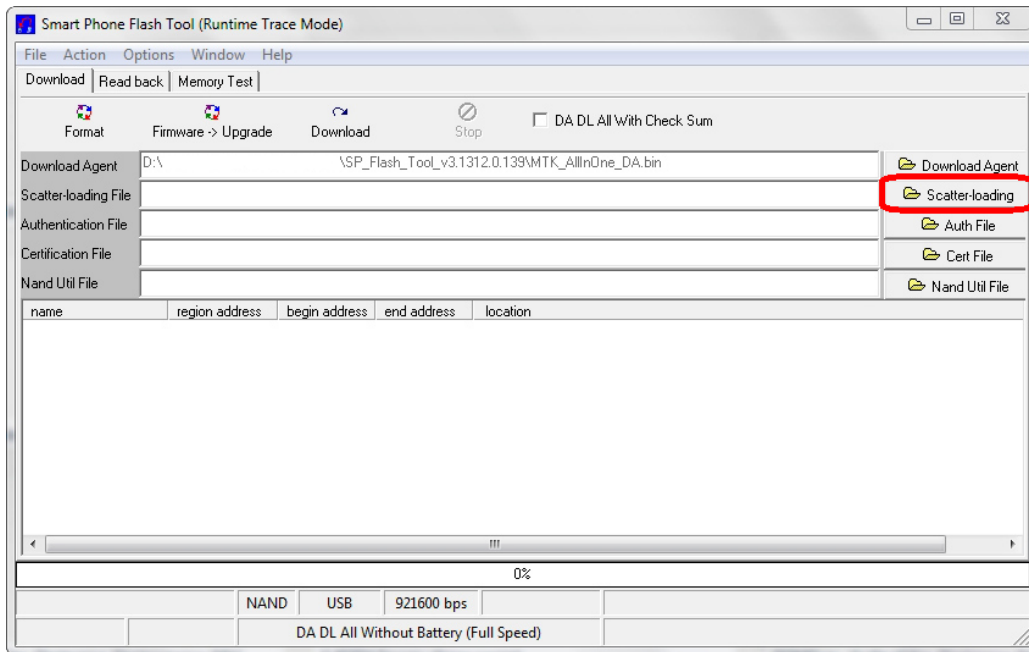 Smart Phone Flash Tool (Runtime Trace Mode)
File Action Options Window Help
Download Read back Memory Test
Format Firmware -> Upgrade Download Stop DA DL All With Check Sum
Download Agent D:\ \SP_Flash_Tool_v3.1312.0.139\MTK_AllInOne_DA.bin Download Agent
Scatter-loading File Scatter-loading
Authentication File Auth File
Certification File Cert File
Nand Util File Nand Util File
name region address begin address end address location
0%
NAND USB 921600 bps
DA DL All Without Battery (Full Speed)